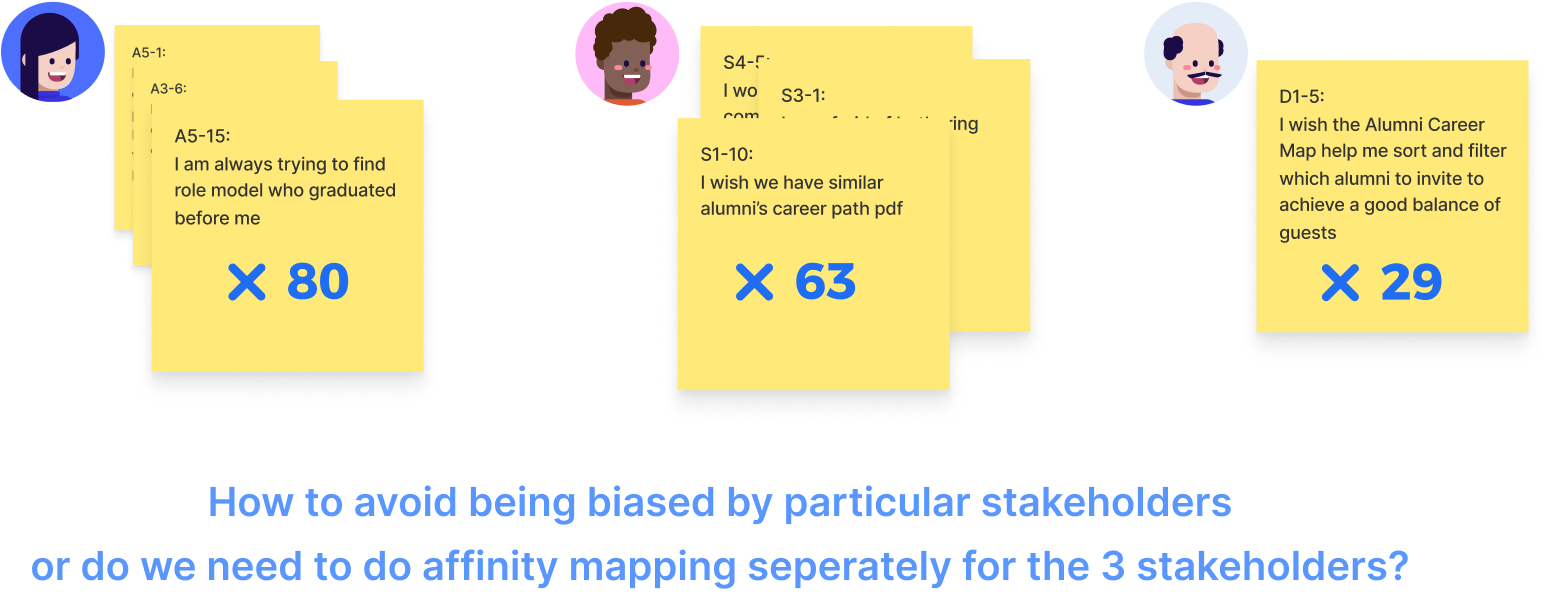 A5-1:
A3-6:
A5-15:
I am always trying to find
role model who graduated
before me
× 80
S4-5:
I wo
com
S3-1:
S1-10:
I wish we have similar
alumni’s career path pdf
× 63
D1-5:
I wish the Alumni Career
Map help me sort and filter
which alumni to invite to
achieve a good balance of
guests
× 29
How to avoid being biased by particular stakeholders
or do we need to do affinity mapping seperately for the 3 stakeholders?